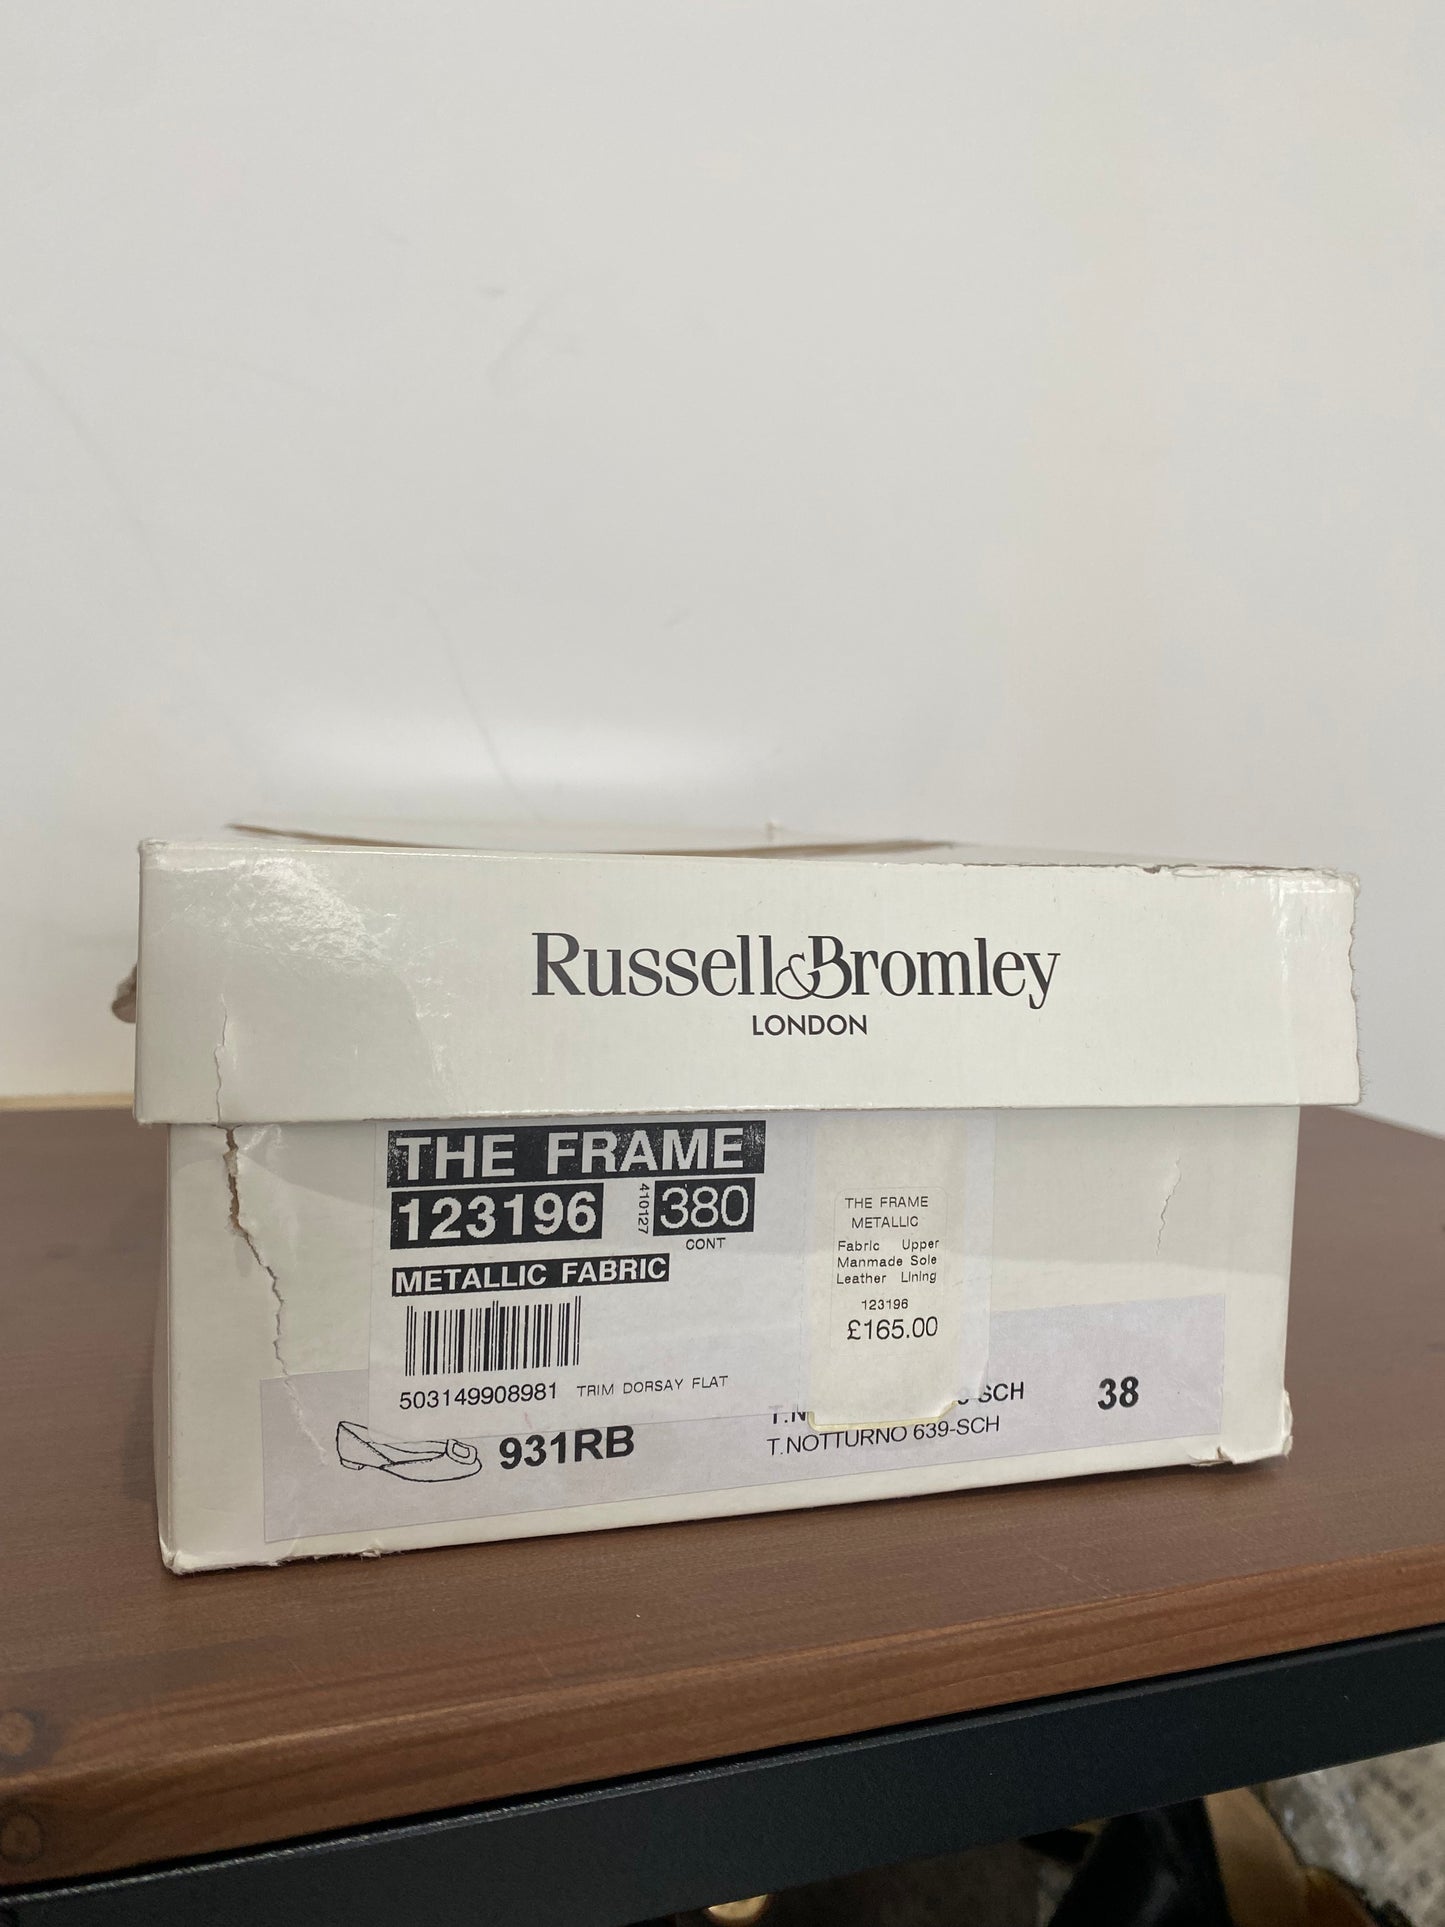 Russell&Bromley
LONDON
THE FRAME
123196
410127
380
CONT
METALLIC FABRIC
503149908981 TRIM DORSAY FLAT
THE FRAME
METALLIC
Fabric Upper
Manmade Sole
Leather Lining
123196
£165.00
931RB
-SCH
T.NOTTURNO 639-SCH
38